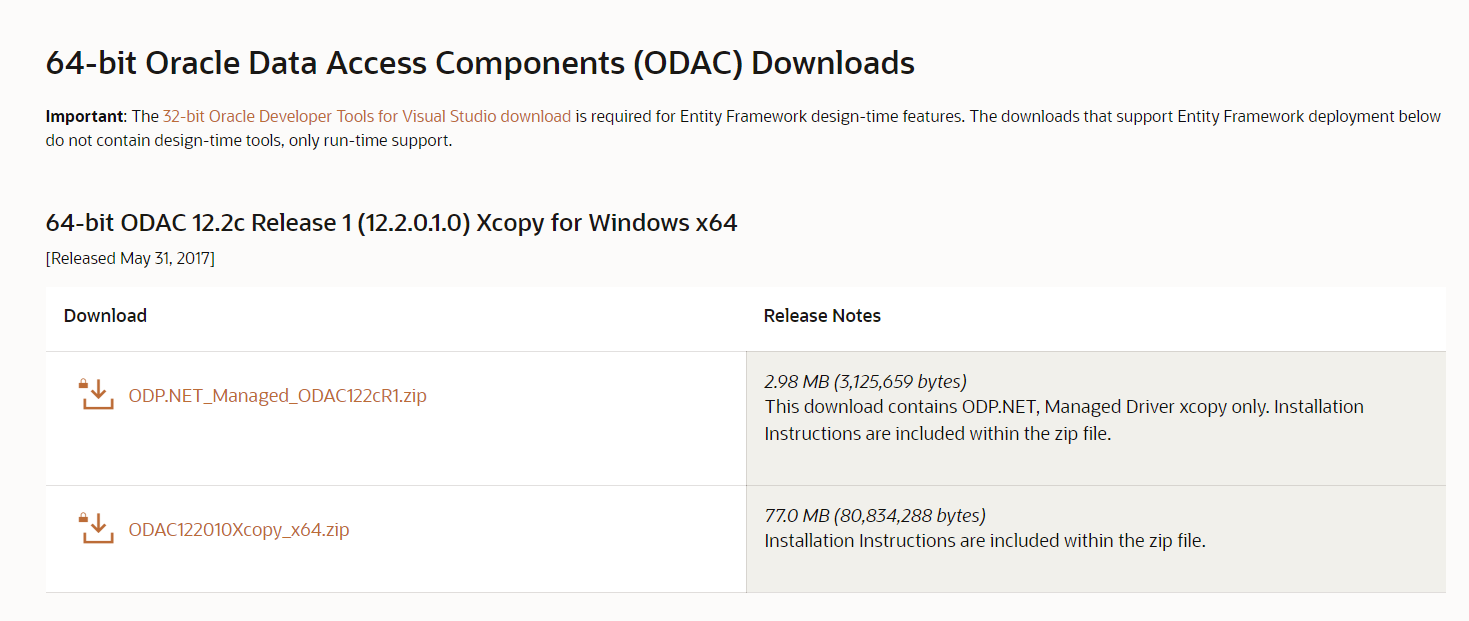 64-bit Oracle Data Access Components (ODAC) Downloads
Important: The 32-bit Oracle Developer Tools for Visual Studio download is required for Entity Framework design-time features. The downloads that support Entity Framework deployment below
do not contain design-time tools, only run-time support.
64-bit ODAC 12.2c Release 1 (12.2.0.1.0) Xcopy for Windows x64
[Released May 31, 2017]
Download
Release Notes
ODP.NET_Managed_ODAC122cR1.zip
2.98 MB (3,125,659 bytes)
This download contains ODP.NET, Managed Driver xcopy only. Installation
Instructions are included within the zip file.
ODAC122010Xcopy_x64.zip
77.0 MB (80,834,288 bytes)
Installation Instructions are included within the zip file.